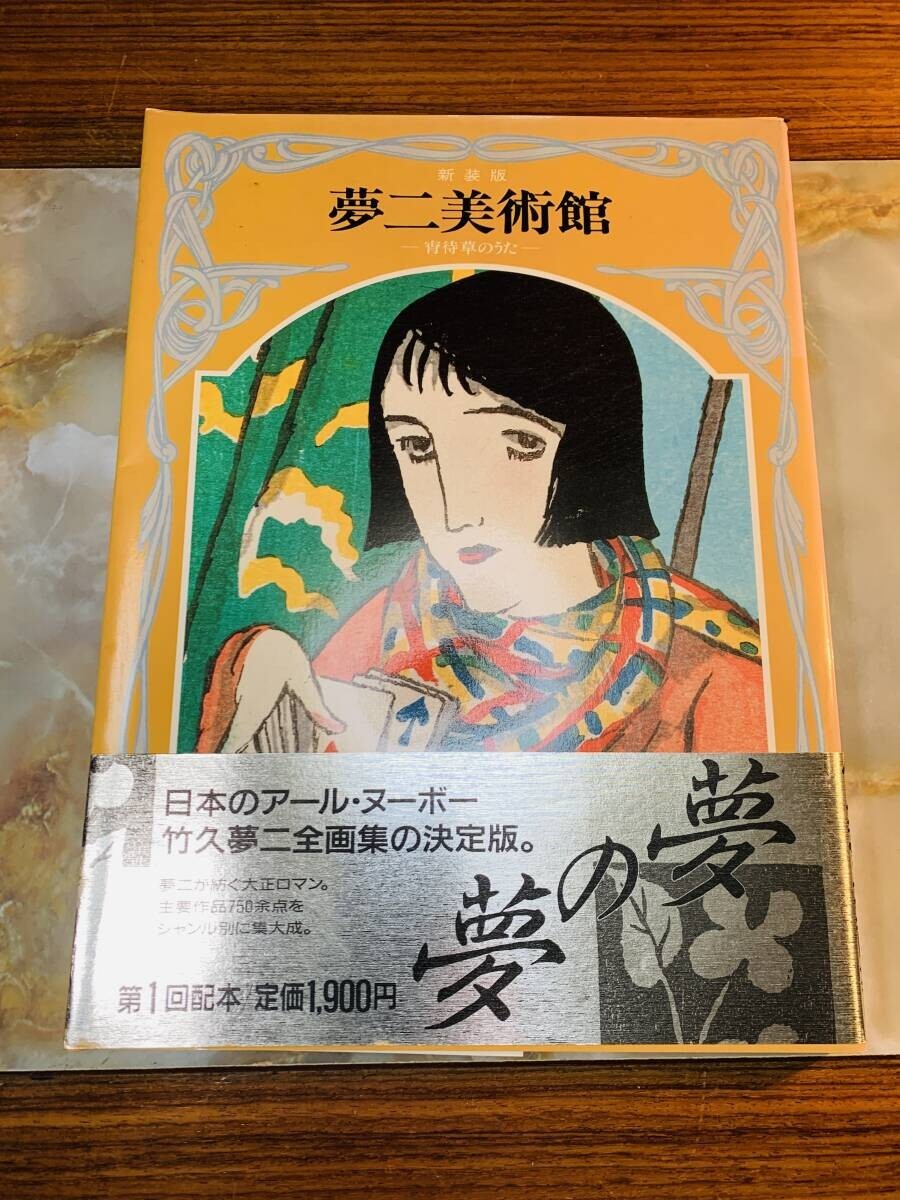 新装版
夢二美術館
―宵待草のうた―
日本のアール・ヌーボー
竹久夢二全画集の決定版。
夢二が紡ぐ大正ロマン。
主要作品750余点を
ジャンル別に集大成。
第1回配本/定価1,900円
夢の夢